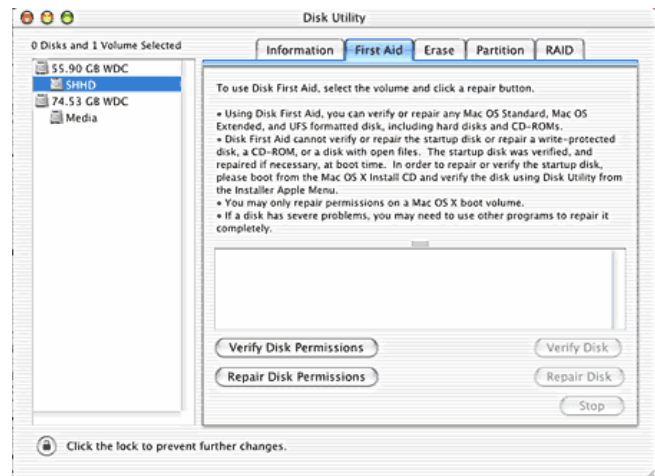 Disk Utility
0 Disks and 1 Volume Selected
Information First Aid Erase Partition RAID
55.90 GB WDC
SHHD
74.53 GB WDC
Media
To use Disk First Aid, select the volume and click a repair button.
• Using Disk First Aid, you can verify or repair any Mac OS Standard, Mac OS
Extended, and UFS formatted disk, including hard disks and CD-ROMs.
• Disk First Aid cannot verify or repair the startup disk or repair a write-protected
disk, a CD-ROM, or a disk with open files. The startup disk was verified, and
repaired if necessary, at boot time. In order to repair or verify the startup disk,
please boot from the Mac OS X Install CD and verify the disk using Disk Utility from
the Installer Apple Menu.
• You may only repair permissions on a Mac OS X boot volume.
• If a disk has severe problems, you may need to use other programs to repair it
completely.
Verify Disk Permissions Verify Disk
Repair Disk Permissions Repair Disk
Stop
Click the lock to prevent further changes.